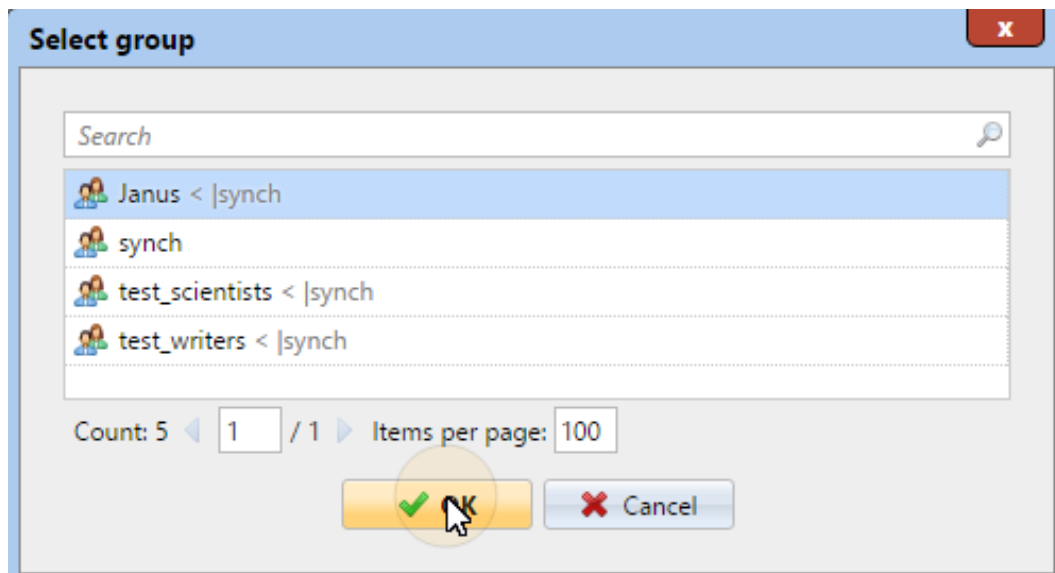 Select group
x
Search
Janus < |synch
synch
test_scientists < |synch
test_writers < |synch
Count: 5 1 / 1 Items per page: 100
OK Cancel